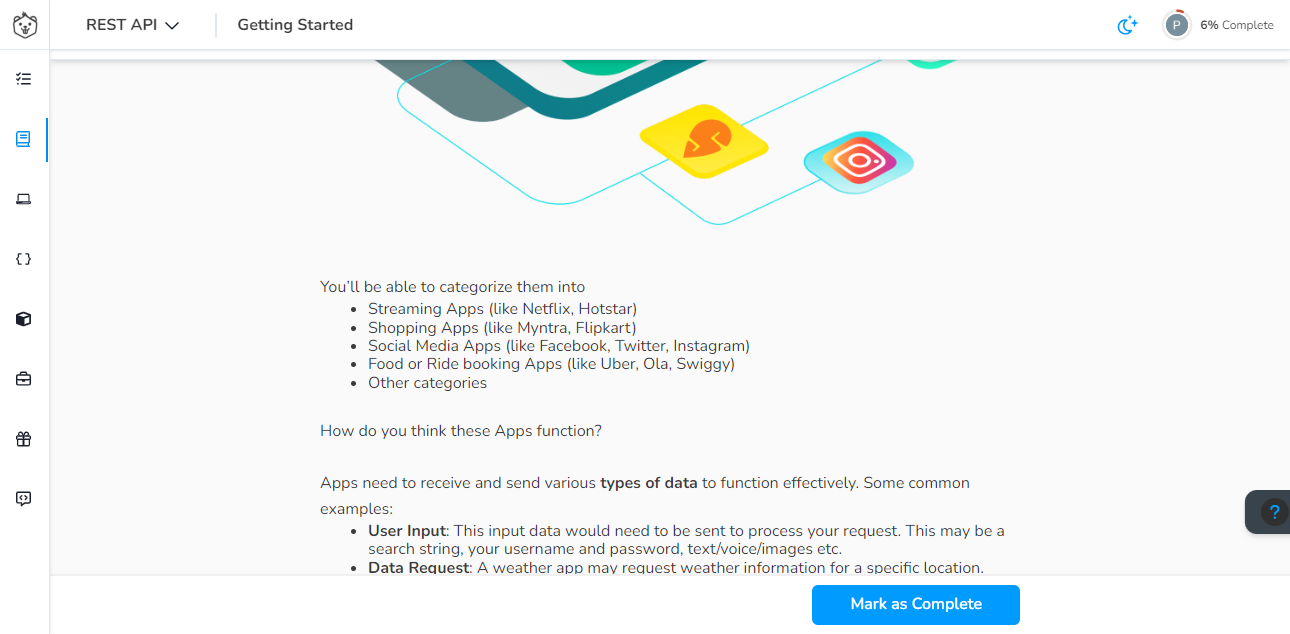 REST API
Getting Started
P
6% Complete
You’ll be able to categorize them into
• Streaming Apps (like Netflix, Hotstar)
• Shopping Apps (like Myntra, Flipkart)
• Social Media Apps (like Facebook, Twitter, Instagram)
• Food or Ride booking Apps (like Uber, Ola, Swiggy)
• Other categories
How do you think these Apps function?
Apps need to receive and send various types of data to function effectively. Some common
examples:
• User Input: This input data would need to be sent to process your request. This may be a
search string, your username and password, text/voice/images etc.
• Data Request: A weather app may request weather information for a specific location.
?
Mark as Complete